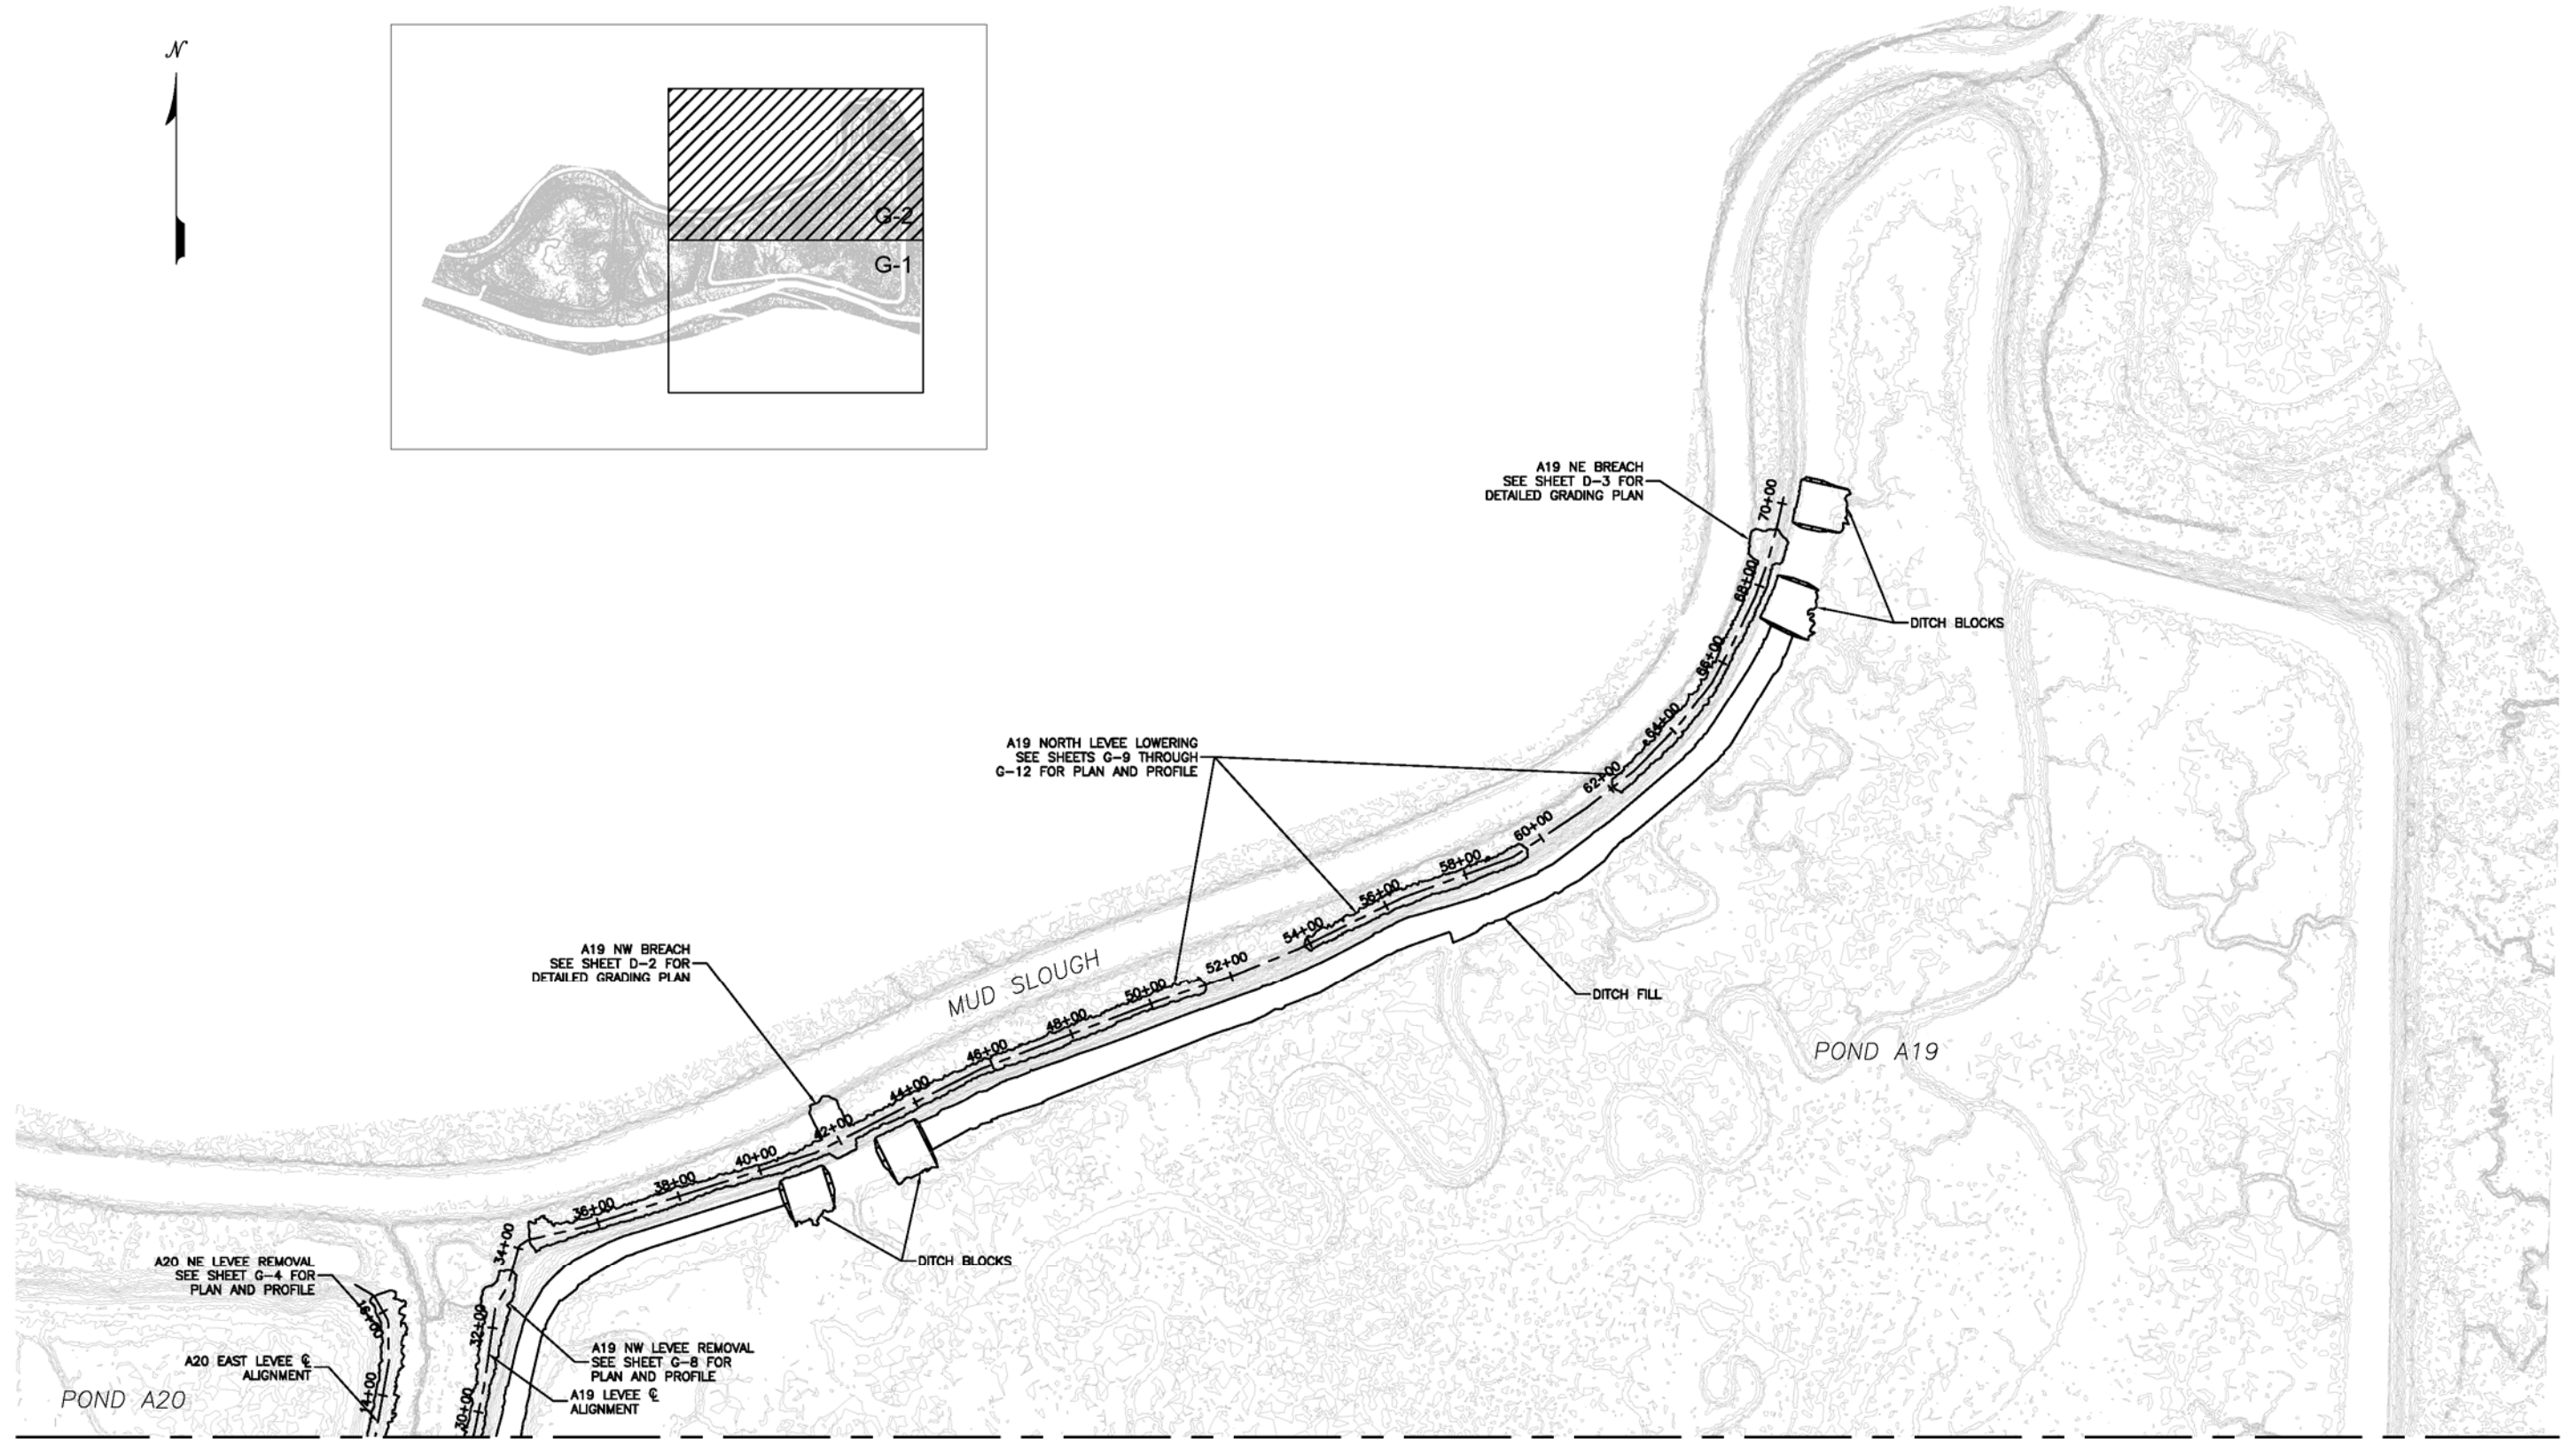 N
G-2
G-1
A19 NE BREACH
SEE SHEET D-3 FOR
DETAILED GRADING PLAN
70+00
68+00
DITCH BLOCKS
66+00
64+00
A19 NORTH LEVEE LOWERING
SEE SHEETS G-9 THROUGH
G-12 FOR PLAN AND PROFILE
62+00
60+00
58+00
56+00
54+00
52+00
50+00
48+00
46+00
44+00
42+00
40+00
38+00
36+00
34+00
A19 NW BREACH
SEE SHEET D-2 FOR
DETAILED GRADING PLAN
MUD SLOUGH
DITCH FILL
POND A19
DITCH BLOCKS
A20 NE LEVEE REMOVAL
SEE SHEET G-4 FOR
PLAN AND PROFILE
16+00
32+00
A19 NW LEVEE REMOVAL
SEE SHEET G-8 FOR
PLAN AND PROFILE
A20 EAST LEVEE ℄
ALIGNMENT
A19 LEVEE ℄
ALIGNMENT
14+00
30+00
POND A20